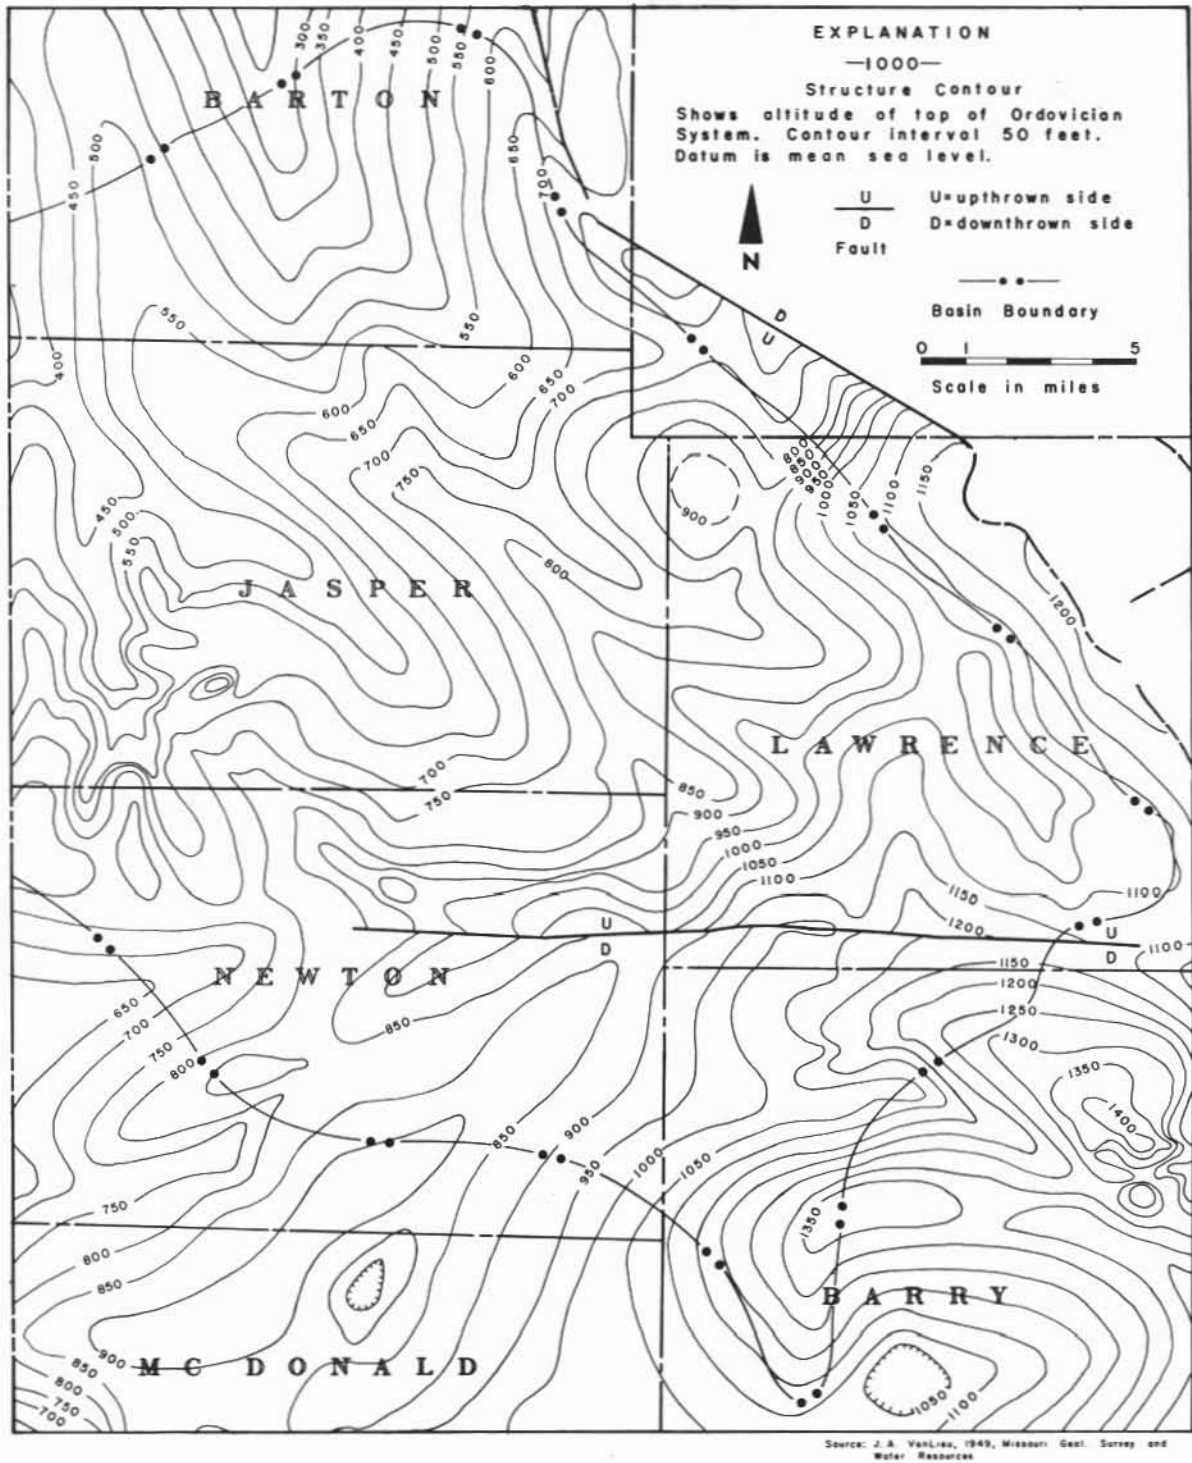 EXPLANATION
—1000—
Structure Contour
Shows altitude of top of Ordovician
System. Contour interval 50 feet.
Datum is mean sea level.
N
U
D
Fault
U=upthrown side
D=downthrown side
Basin Boundary
0 1 5
Scale in miles
300
350
400
450
500
550
600
BARTON
500
450
650
700
550
550
400
600
650
700
D
U
600
650
700
750
800
850
900
950
1000
1050
1100
1150
900
450
500
550
800
JASPER
1200
LAWRENCE
700
750
850
900
950
1000
1050
1100
1150
1200
1100
U
D
U
D
1100
NEWTON
850
650
700
750
800
1150
1200
1250
1300
1350
1400
850
900
950
1000
1050
750
800
850
1350
BARRY
900
850
800
750
700
MC DONALD
1050
1100
Source: J. A. VanLieu, 1949, Missouri Geol. Survey and
Water Resources